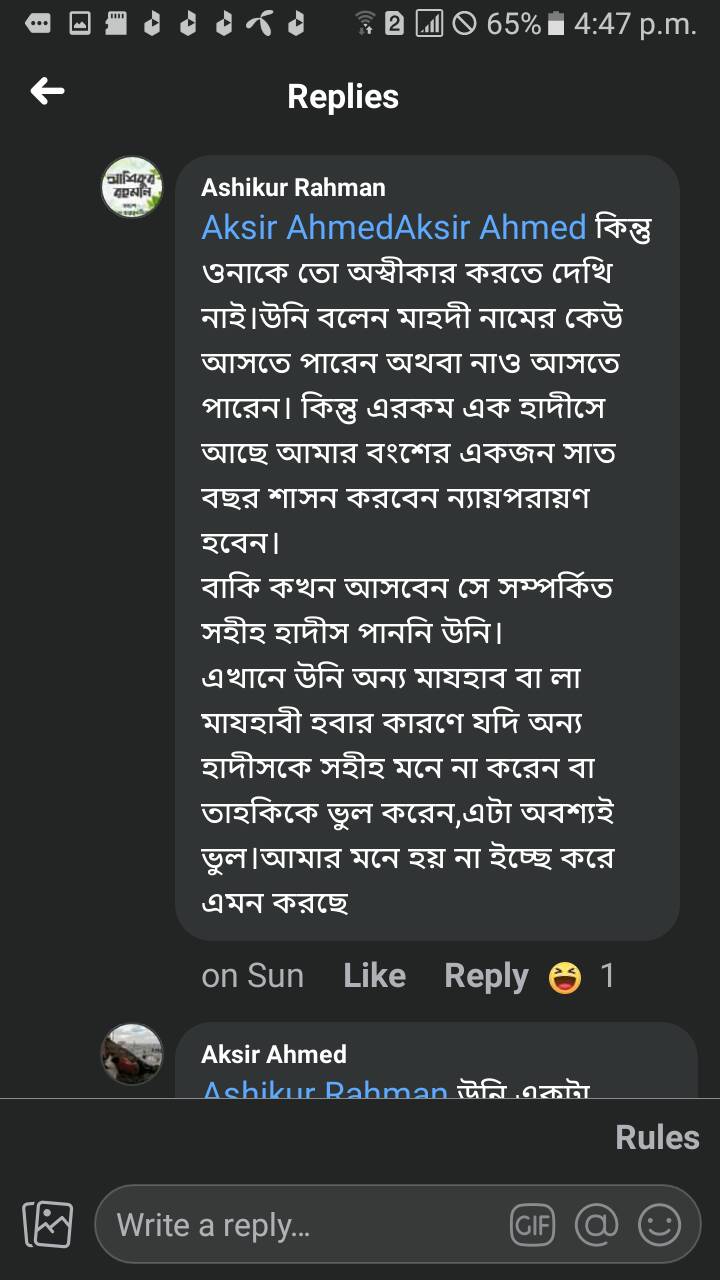 2 65% 4:47 p.m.
Replies
আশিকুর
রহমান
Ashikur Rahman
Aksir AhmedAksir Ahmed কিন্তু
ওনাকে তো অস্বীকার করতে দেখি
নাই।উনি বলেন মাহদী নামের কেউ
আসতে পারেন অথবা নাও আসতে
পারেন। কিন্তু এরকম এক হাদীসে
আছে আমার বংশের একজন সাত
বছর শাসন করবেন ন্যায়পরায়ণ
হবেন।
বাকি কখন আসবেন সে সম্পর্কিত
সহীহ হাদীস পাননি উনি।
এখানে উনি অন্য মাযহাব বা লা
মাযহাবী হবার কারণে যদি অন্য
হাদীসকে সহীহ মনে না করেন বা
তাহকিকে ভুল করেন,এটা অবশ্যই
ভুল।আমার মনে হয় না ইচ্ছে করে
এমন করছে
on Sun Like Reply 1
Aksir Ahmed
Ashikur Rahman উনি একটা
Rules
Write a reply...
GIF @